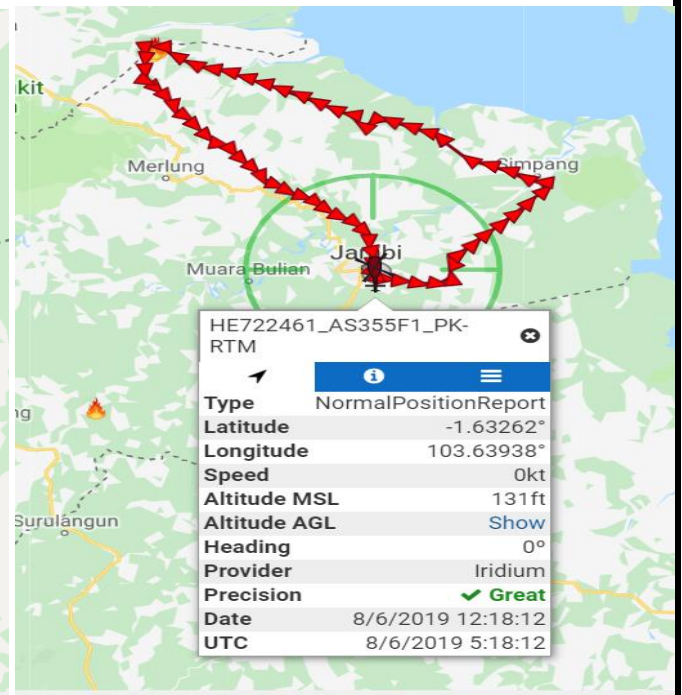 kit
Merlung
Simpang
Muara Bulian
HE722461_AS355F1_PK-
RTM
Type NormalPositionReport
Latitude -1.63262°
Longitude 103.63938°
Speed 0kt
Altitude MSL 131ft
Altitude AGL Show
Heading 0°
Provider Iridium
Precision Great
Date 8/6/2019 12:18:12
UTC 8/6/2019 5:18:12
ng
Surulangun